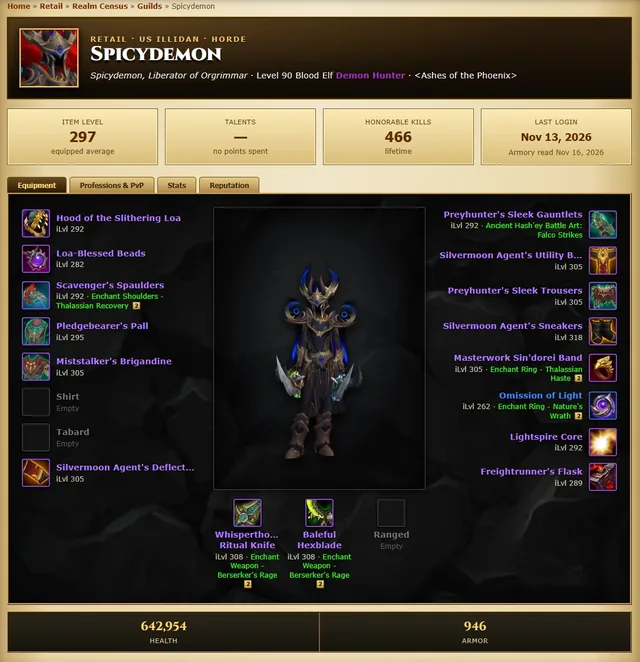 Home » Retail » Realm Census » Guilds » Spicydemon
RETAIL · US ILLIDAN · HORDE
SPICYDEMON
Spicydemon, Liberator of Orgrimmar · Level 90 Blood Elf Demon Hunter · <Ashes of the Phoenix>
ITEM LEVEL
297
equipped average
TALENTS
—
no points spent
HONORABLE KILLS
466
lifetime
LAST LOGIN
Nov 13, 2026
Armory read Nov 16, 2026
Equipment
Professions & PvP
Stats
Reputation
Hood of the Slithering Loa
iLvl 292
Loa-Blessed Beads
iLvl 282
Scavenger's Spaulders
iLvl 292 · Enchant Shoulders -
Thalassian Recovery 2
Pledgebearer's Pall
iLvl 295
Miststalker's Brigandine
iLvl 305
Shirt
Empty
Tabard
Empty
Silvermoon Agent's Deflect...
iLvl 305
Preyhunter's Sleek Gauntlets
iLvl 292 · Ancient Hash'ey Battle Art:
Falco Strikes
Silvermoon Agent's Utility B...
iLvl 305
Preyhunter's Sleek Trousers
iLvl 305
Silvermoon Agent's Sneakers
iLvl 318
Masterwork Sin'dorei Band
iLvl 305 · Enchant Ring - Thalassian
Haste 2
Omission of Light
iLvl 262 · Enchant Ring - Nature's
Wrath 2
Lightspire Core
iLvl 292
Freightrunner's Flask
iLvl 289
Whispertho...
Ritual Knife
iLvl 308 · Enchant
Weapon -
Berserker's Rage
2
Baleful
Hexblade
iLvl 308 · Enchant
Weapon -
Berserker's Rage
2
Ranged
Empty
642,954
HEALTH
946
ARMOR